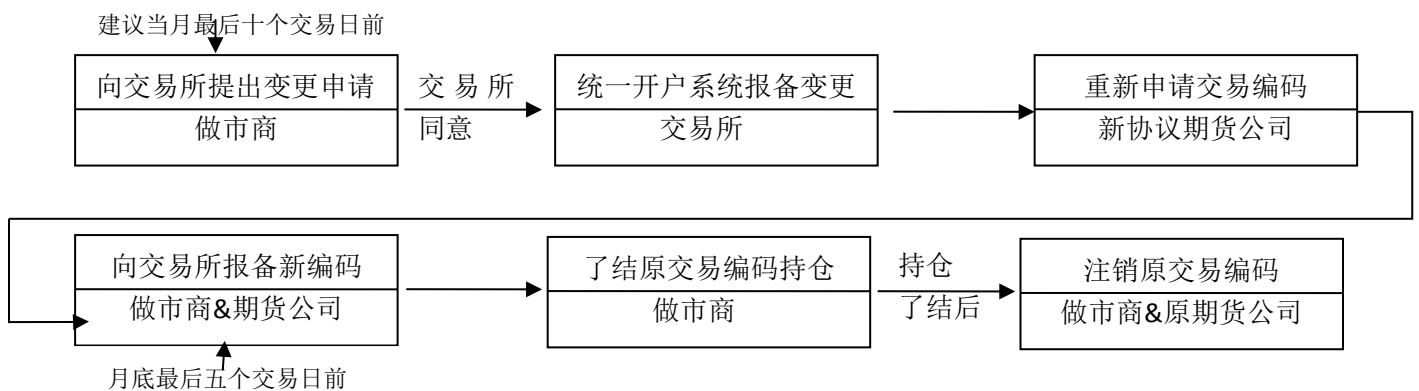 建议当月最后十个交易日前
向交易所提出变更申请
做市商
交易所
同意
统一开户系统报备变更
交易所
重新申请交易编码
新协议期货公司
向交易所报备新编码
做市商&期货公司
了结原交易编码持仓
做市商
持仓
了结后
注销原交易编码
做市商&原期货公司
月底最后五个交易日前